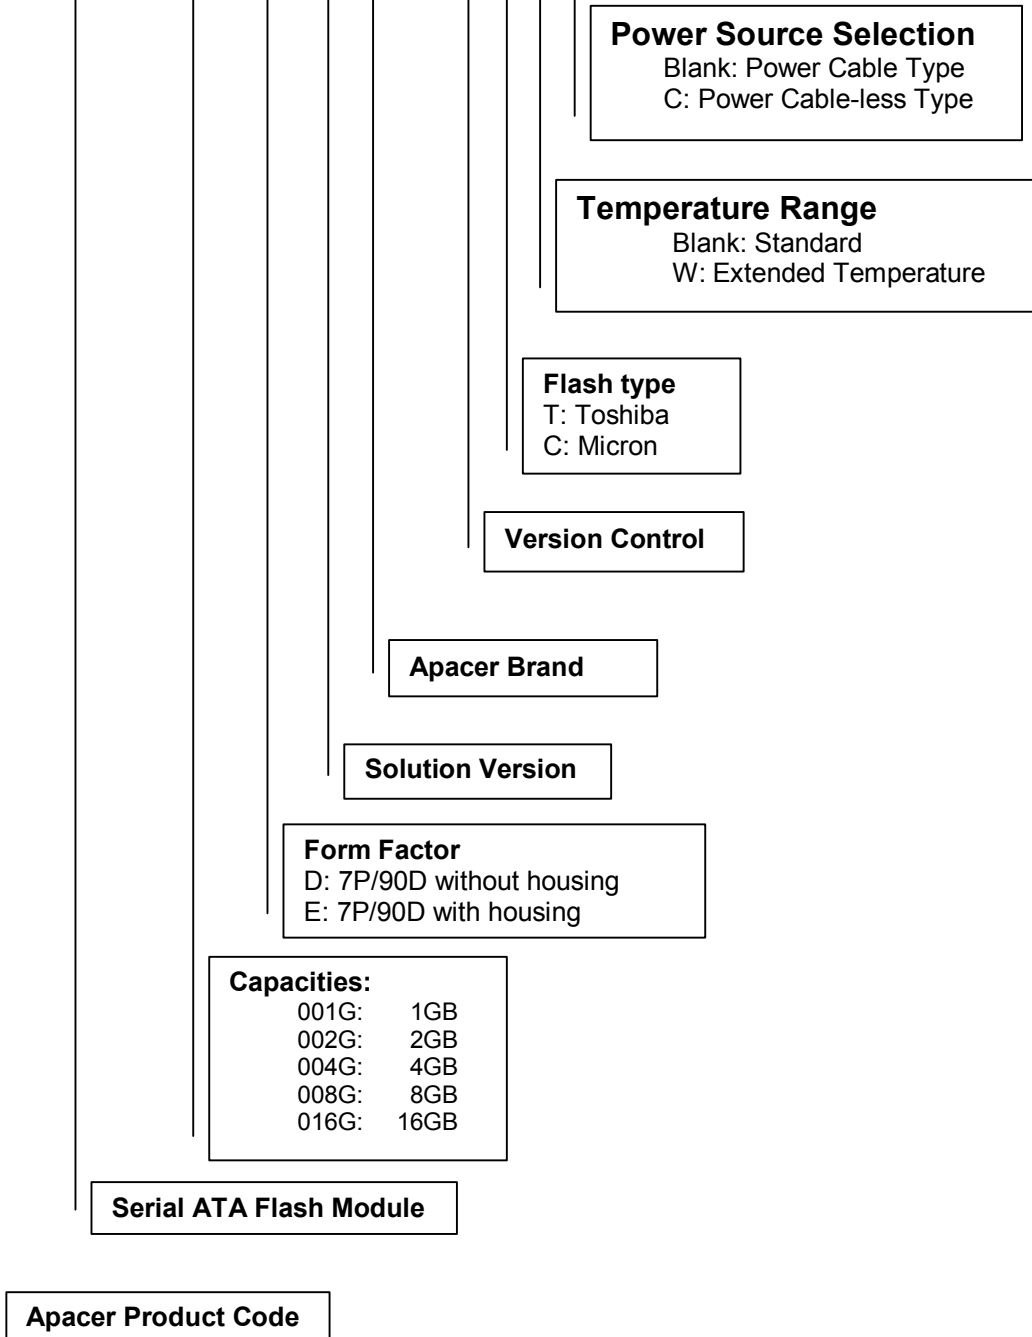 Power Source Selection
Blank: Power Cable Type
C: Power Cable-less Type
Temperature Range
Blank: Standard
W: Extended Temperature
Flash type
T: Toshiba
C: Micron
Version Control
Apacer Brand
Solution Version
Form Factor
D: 7P/90D without housing
E: 7P/90D with housing
Capacities:
001G: 1GB
002G: 2GB
004G: 4GB
008G: 8GB
016G: 16GB
Serial ATA Flash Module
Apacer Product Code